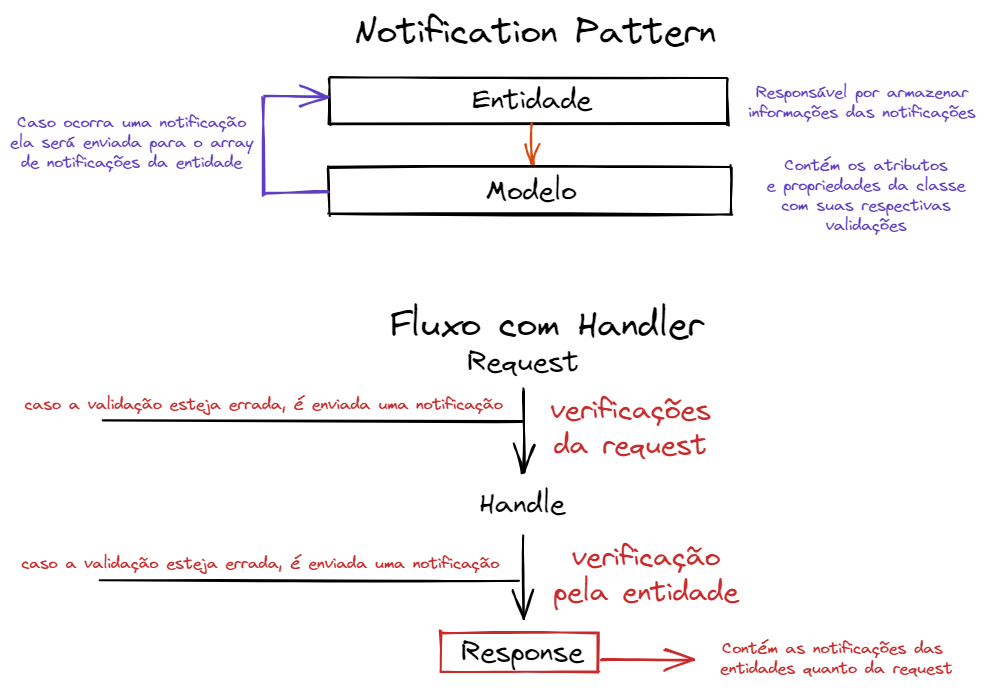 Notification Pattern
Entidade
Responsável por armazenar
informações das notificações
Caso ocorra uma notificação
ela será enviada para o array
de notificações da entidade
Modelo
Contém os atributos
e propriedades da classe
com suas respectivas
validações
Fluxo com Handler
Request
caso a validação esteja errada, é enviada uma notificação
verificações
da request
Handle
caso a validação esteja errada, é enviada uma notificação
verificação
pela entidade
Response
Contém as notificações das
entidades quanto da request